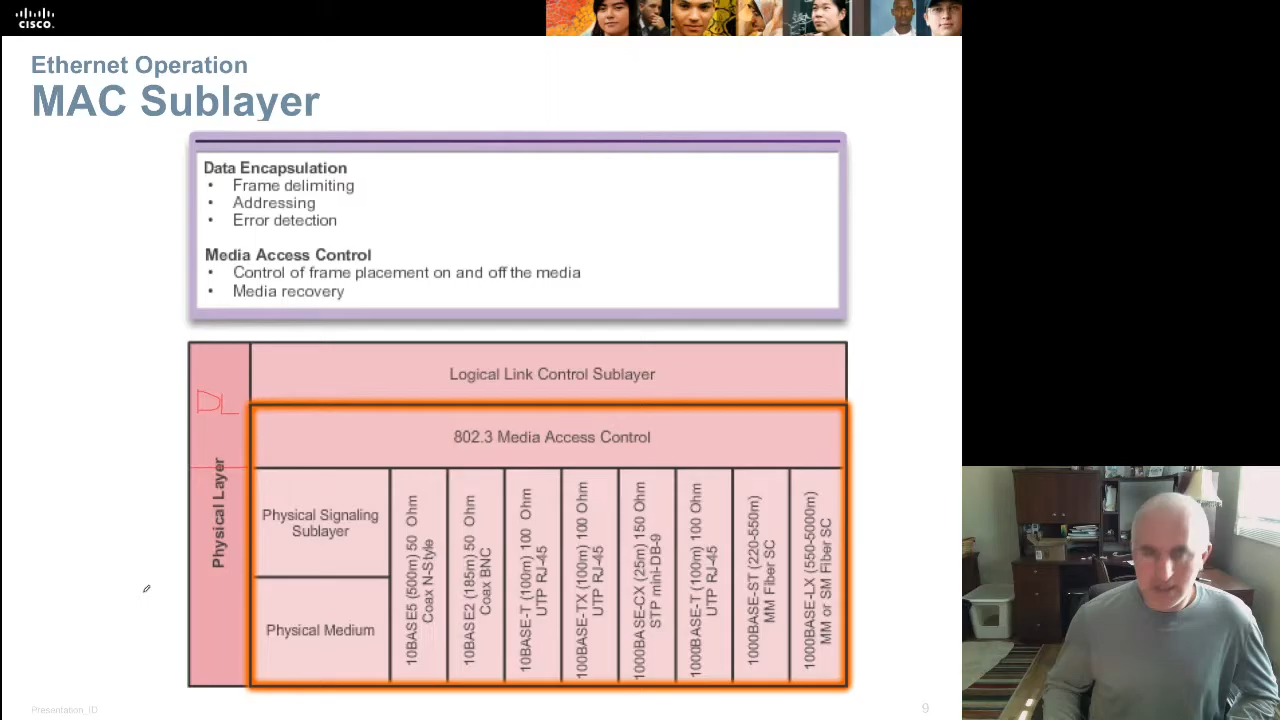 CISCO
Ethernet Operation
MAC Sublayer
Data Encapsulation
• Frame delimiting
• Addressing
• Error detection
Media Access Control
• Control of frame placement on and off the media
• Media recovery
DL
Physical Layer
Logical Link Control Sublayer
802.3 Media Access Control
Physical Signaling
Sublayer
Physical Medium
10BASE5 (500m) 50 Ohm
Coax N-Style
10BASE2 (185m) 50 Ohm
Coax BNC
10BASE-T (100m) 100 Ohm
UTP RJ-45
100BASE-TX (100m) 100 Ohm
UTP RJ-45
1000BASE-CX (25m) 150 Ohm
STP mini-DB-9
1000BASE-T (100m) 100 Ohm
UTP RJ-45
1000BASE-ST (220-550m)
MM Fiber SC
1000BASE-LX (550-5000m)
MM or SM Fiber SC
Presentation_ID
9